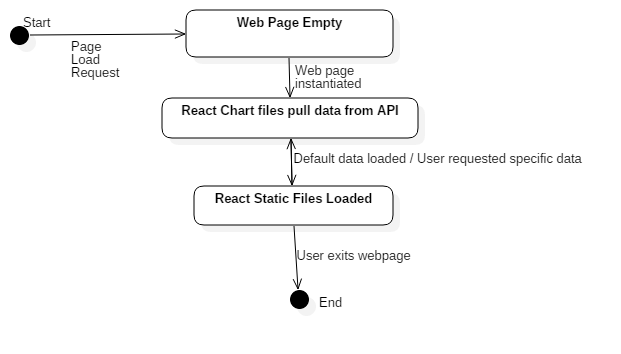 Start
Web Page Empty
Page
Load
Request
Web page
instantiated
React Chart files pull data from API
Default data loaded / User requested specific data
React Static Files Loaded
User exits webpage
End